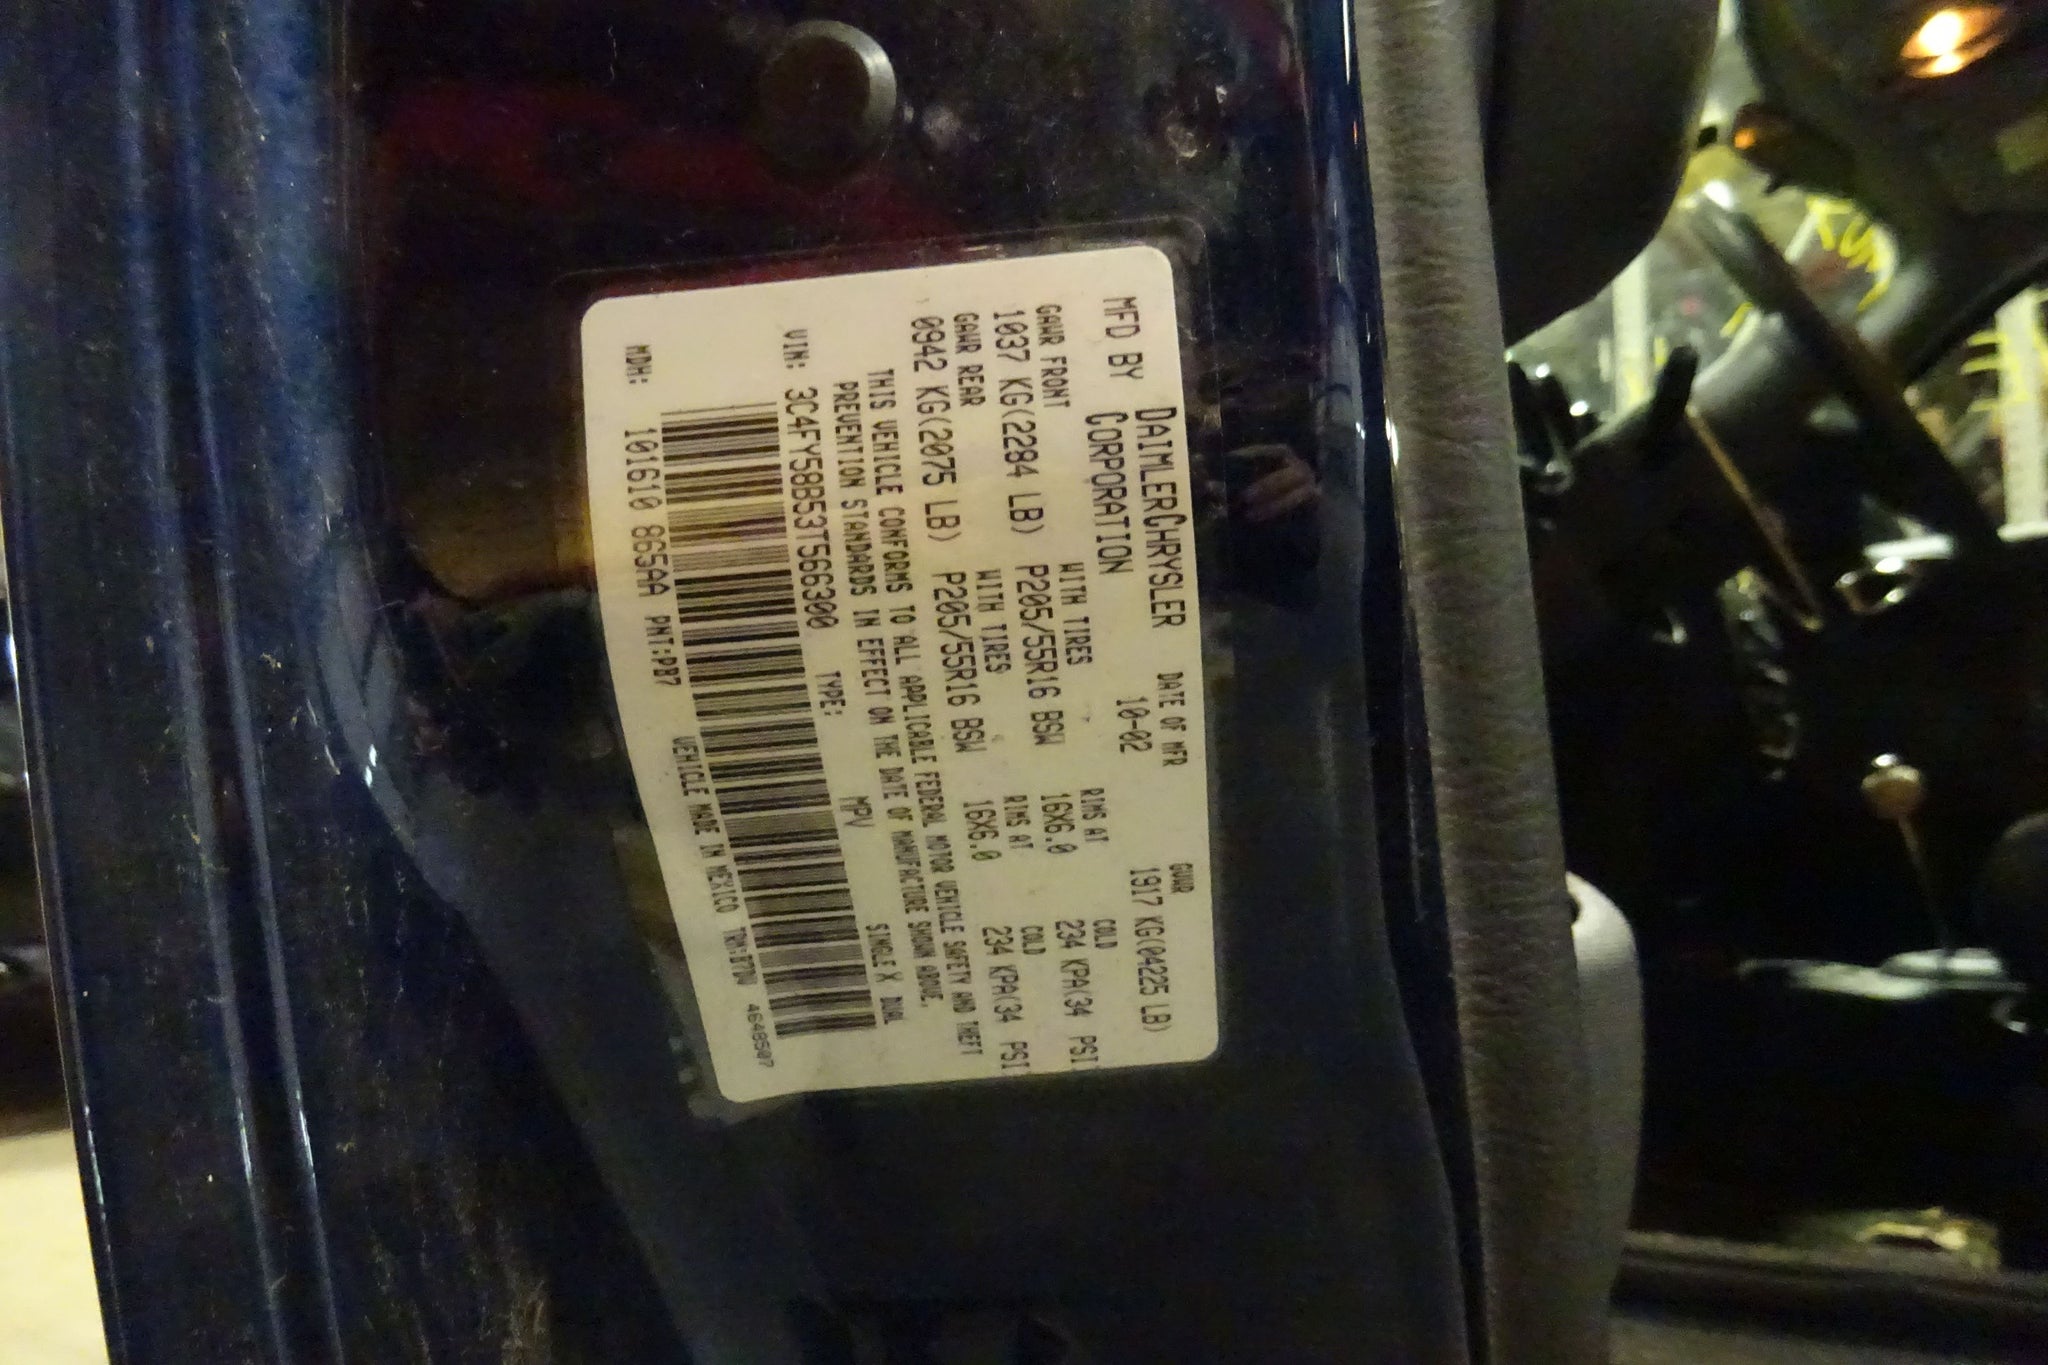 MFD BY DAIMLERCHRYSLER CORPORATION
DATE OF MFR 10-02
GVWR 1917 KG(04225 LB)
GAWR FRONT WITH TIRES RIMS AT COLD
1037 KG(2284 LB) P205/55R16 BSW 16X6.0 234 KPA(34 PSI
GAWR REAR WITH TIRES RIMS AT COLD
0942 KG(2075 LB) P205/55R16 BSW 16X6.0 234 KPA(34 PSI
THIS VEHICLE CONFORMS TO ALL APPLICABLE FEDERAL MOTOR VEHICLE SAFETY AND THEFT
PREVENTION STANDARDS IN EFFECT ON THE DATE OF MANUFACTURE SHOWN ABOVE.
VIN: 3C4FY58B53T566300 TYPE: MPV SINGLE X DUAL
MDH: 101610 865AA PNT:PB7 VEHICLE MADE IN MEXICO 4648507